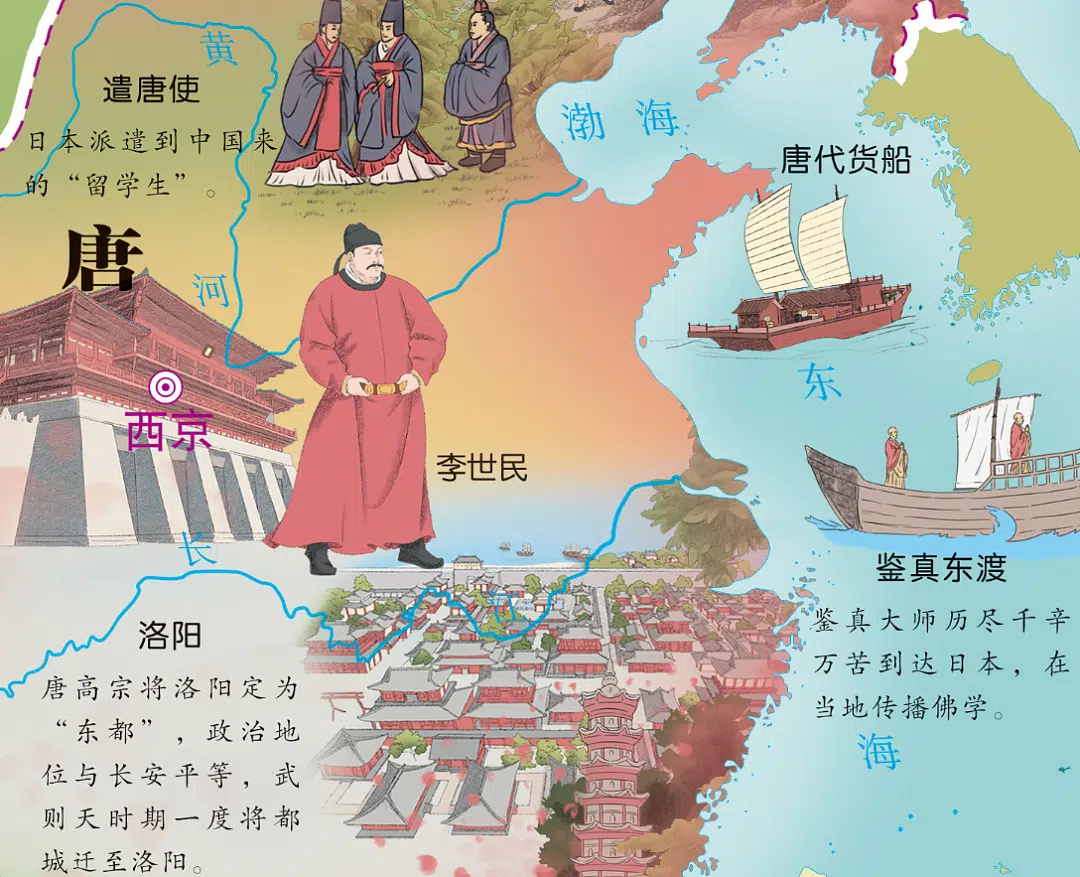 黄
遣唐使
日本派遣到中国来
的“留学生”。
渤海
唐代货船
唐
河
西京
李世民
东
长
江
鉴真东渡
鉴真大师历尽千辛
万苦到达日本，在
当地传播佛学。
海
洛阳
唐高宗将洛阳定为
“东都”，政治地
位与长安平等，武
则天时期一度将都
城迁至洛阳。